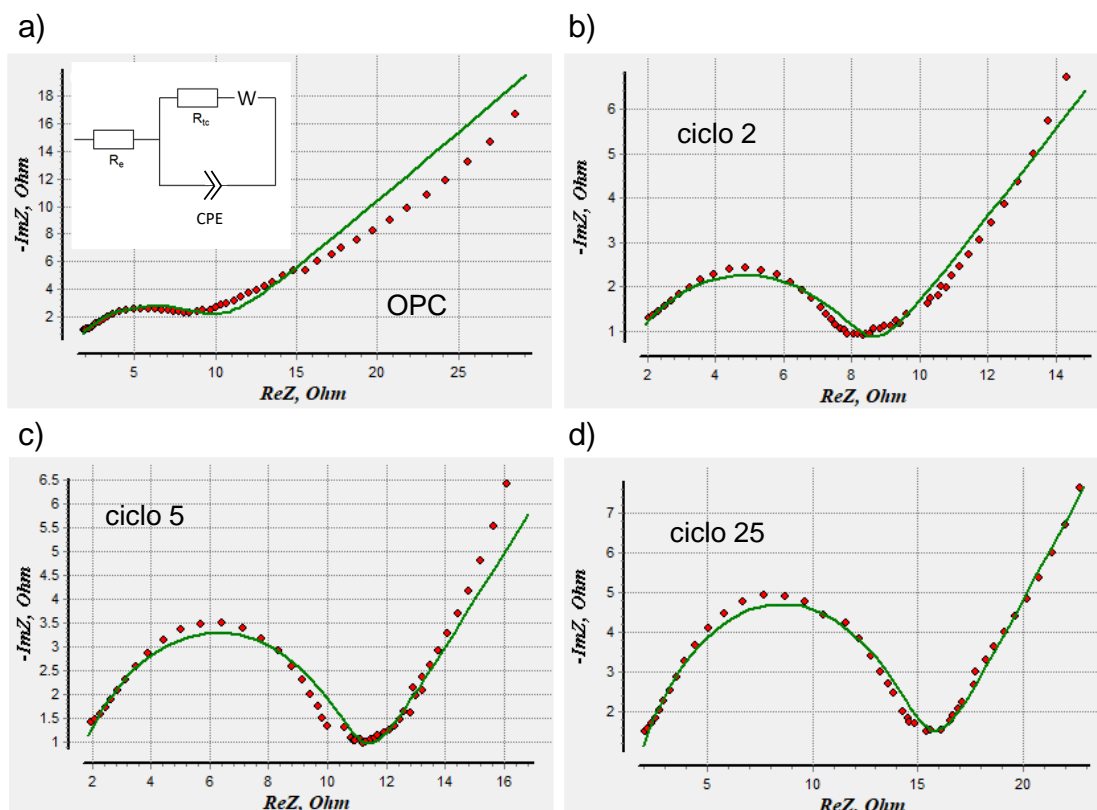 a)
18
16
14
12
10
8
6
4
2
-ImZ, Ohm
R_e
R_tc
W
CPE
OPC
5 10 15 20 25
ReZ, Ohm
b)
6
5
4
3
2
1
-ImZ, Ohm
ciclo 2
2 4 6 8 10 12 14
ReZ, Ohm
c)
6.5
6
5.5
5
4.5
4
3.5
3
2.5
2
1.5
1
-ImZ, Ohm
ciclo 5
2 4 6 8 10 12 14 16
ReZ, Ohm
d)
7
6
5
4
3
2
-ImZ, Ohm
ciclo 25
5 10 15 20
ReZ, Ohm